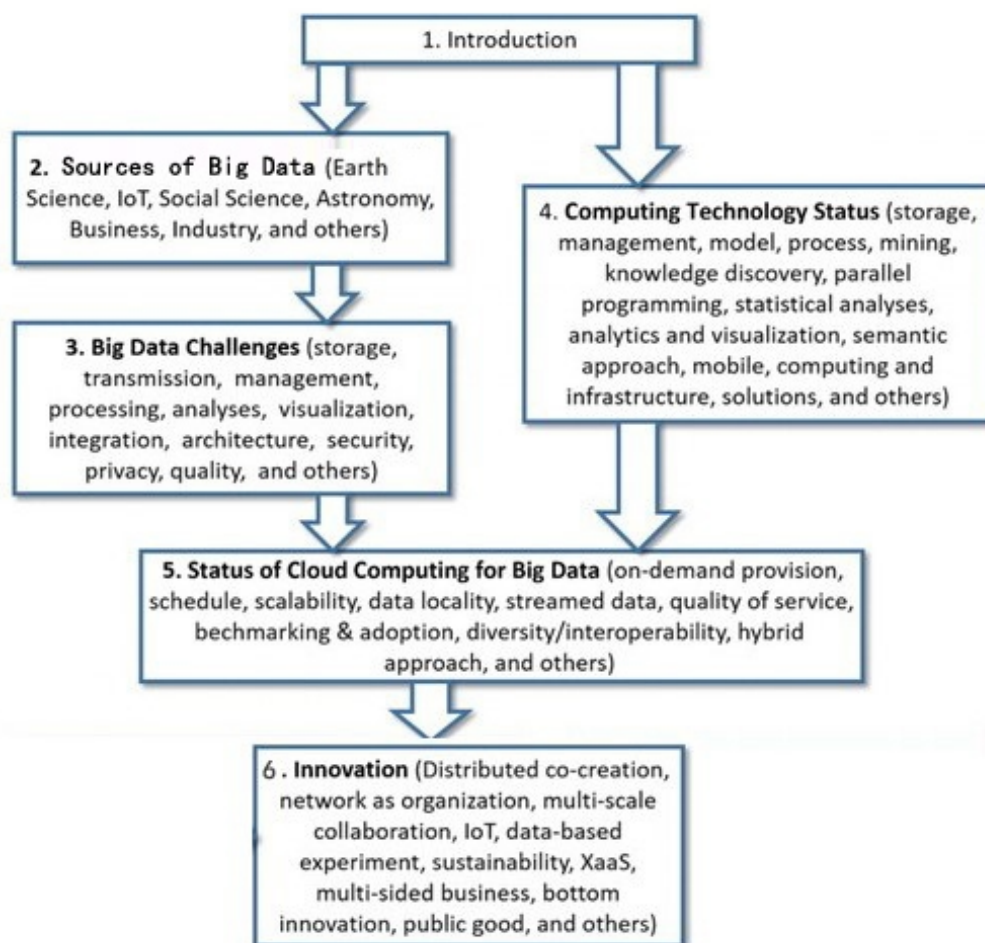 1. Introduction
2. Sources of Big Data (Earth
Science, IoT, Social Science, Astronomy,
Business, Industry, and others)
3. Big Data Challenges (storage,
transmission, management,
processing, analyses, visualization,
integration, architecture, security,
privacy, quality, and others)
4. Computing Technology Status (storage,
management, model, process, mining,
knowledge discovery, parallel
programming, statistical analyses,
analytics and visualization, semantic
approach, mobile, computing and
infrastructure, solutions, and others)
5. Status of Cloud Computing for Big Data (on-demand provision,
schedule, scalability, data locality, streamed data, quality of service,
bechmarking & adoption, diversity/interoperability, hybrid
approach, and others)
6. Innovation (Distributed co-creation,
network as organization, multi-scale
collaboration, IoT, data-based
experiment, sustainability, XaaS,
multi-sided business, bottom
innovation, public good, and others)